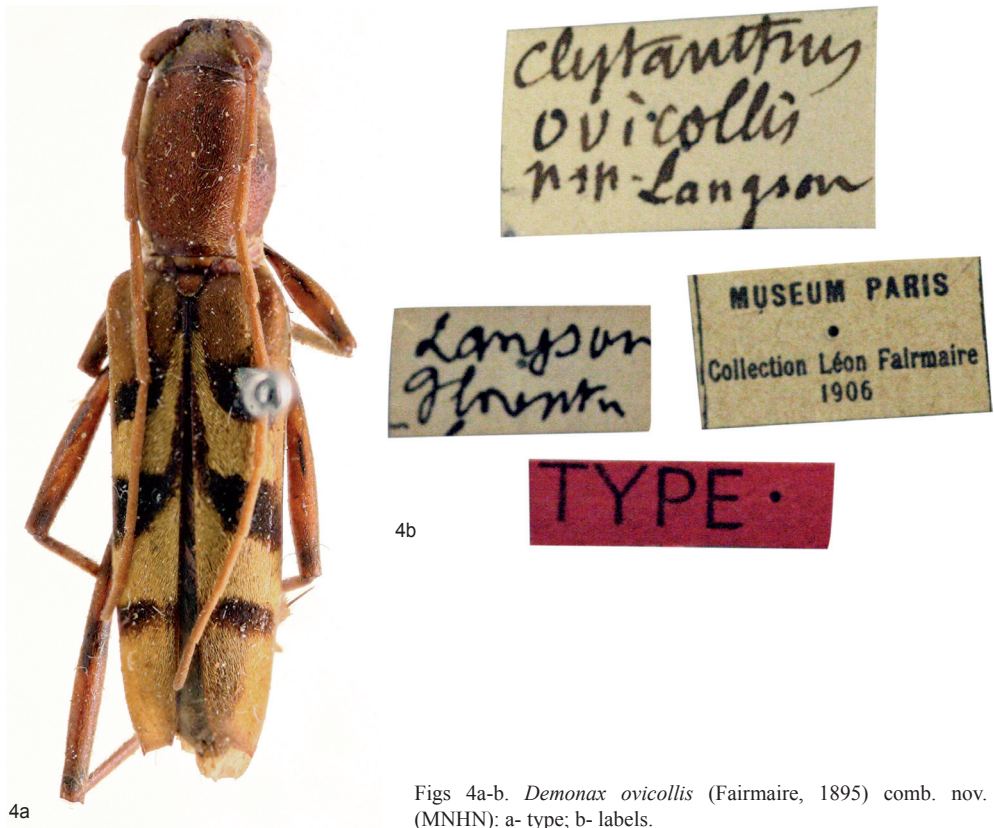 Clytanthus
ovicollis
n sp. Langson
MUSEUM PARIS
Collection Léon Fairmaire
1906
Langson
TYPE.
4b
4a
Figs 4a-b. Demonax ovicollis (Fairmaire, 1895) comb. nov.
(MNHN): a- type; b- labels.